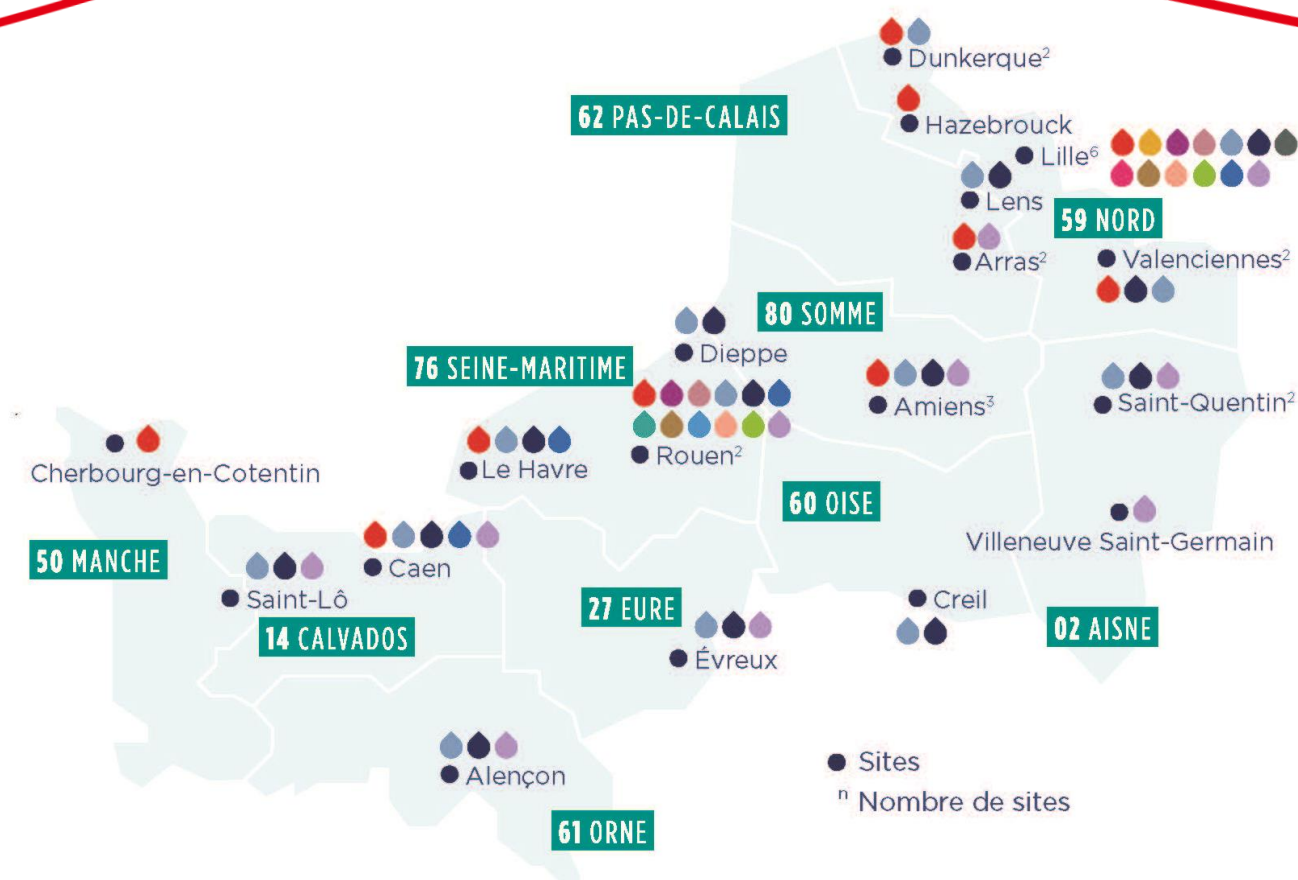 Dunkerque²
62 PAS-DE-CALAIS
Hazebrouck
Lille⁶
Lens
59 NORD
Arras²
Valenciennes²
80 SOMME
Dieppe
76 SEINE-MARITIME
Amiens³
Saint-Quentin²
Rouen²
Le Havre
Cherbourg-en-Cotentin
60 OISE
Villeneuve Saint-Germain
50 MANCHE
Caen
Saint-Lô
Creil
27 EURE
14 CALVADOS
02 AISNE
Évreux
Alençon
Sites
ⁿ Nombre de sites
61 ORNE